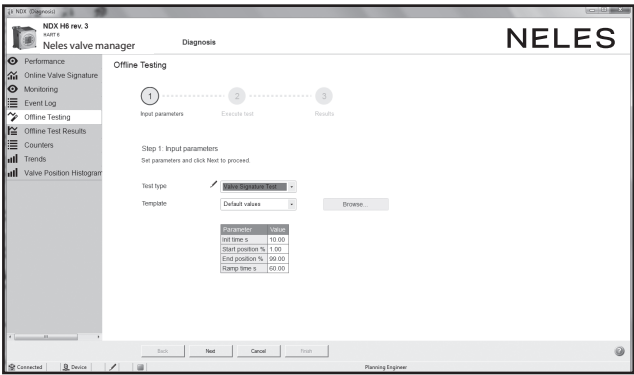 NDX (Diagnosis)
NDX H6 rev. 3
HART 6
Neles valve manager
Diagnosis
NELES
Performance
Online Valve Signature
Monitoring
Event Log
Offline Testing
Offline Test Results
Counters
Trends
Valve Position Histogram
Offline Testing
1
2
3
Input parameters
Execute test
Results
Step 1: Input parameters
Set parameters and click Next to proceed.
Test type
Valve Signature Test
Template
Default values
Browse...
Parameter Value
Init time s 10.00
Start position % 1.00
End position % 99.00
Ramp time s 60.00
Back
Next
Cancel
Finish
Connected
Device
Planning Engineer